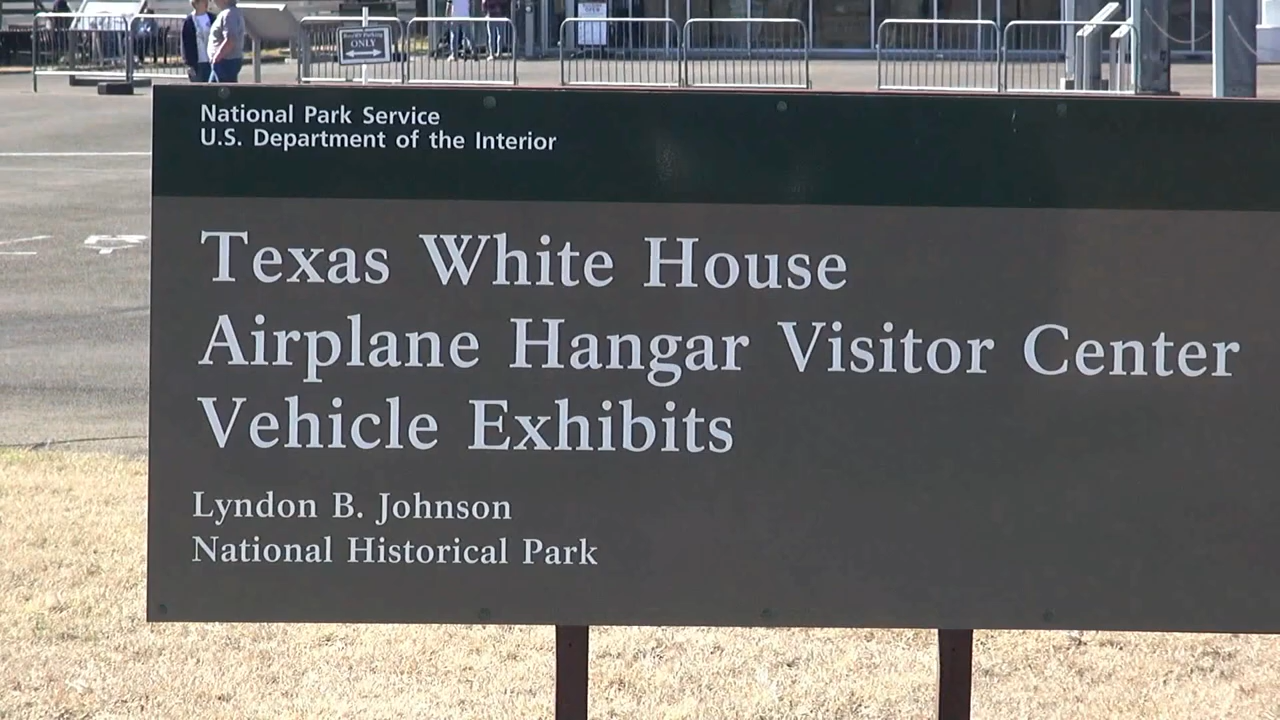 ONLY
National Park Service
U.S. Department of the Interior
Texas White House
Airplane Hangar Visitor Center
Vehicle Exhibits
Lyndon B. Johnson
National Historical Park